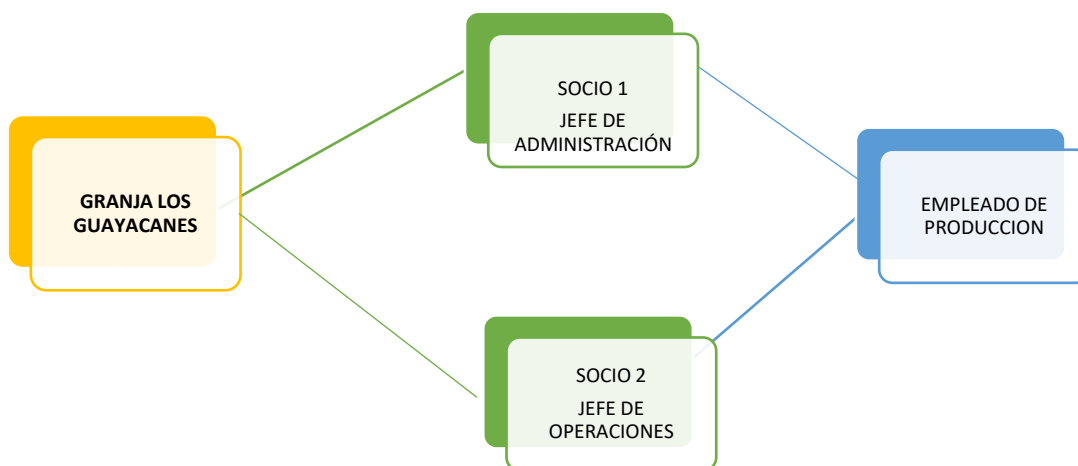 GRANJA LOS
GUAYACANES
SOCIO 1
JEFE DE
ADMINISTRACIÓN
SOCIO 2
JEFE DE
OPERACIONES
EMPLEADO DE
PRODUCCION